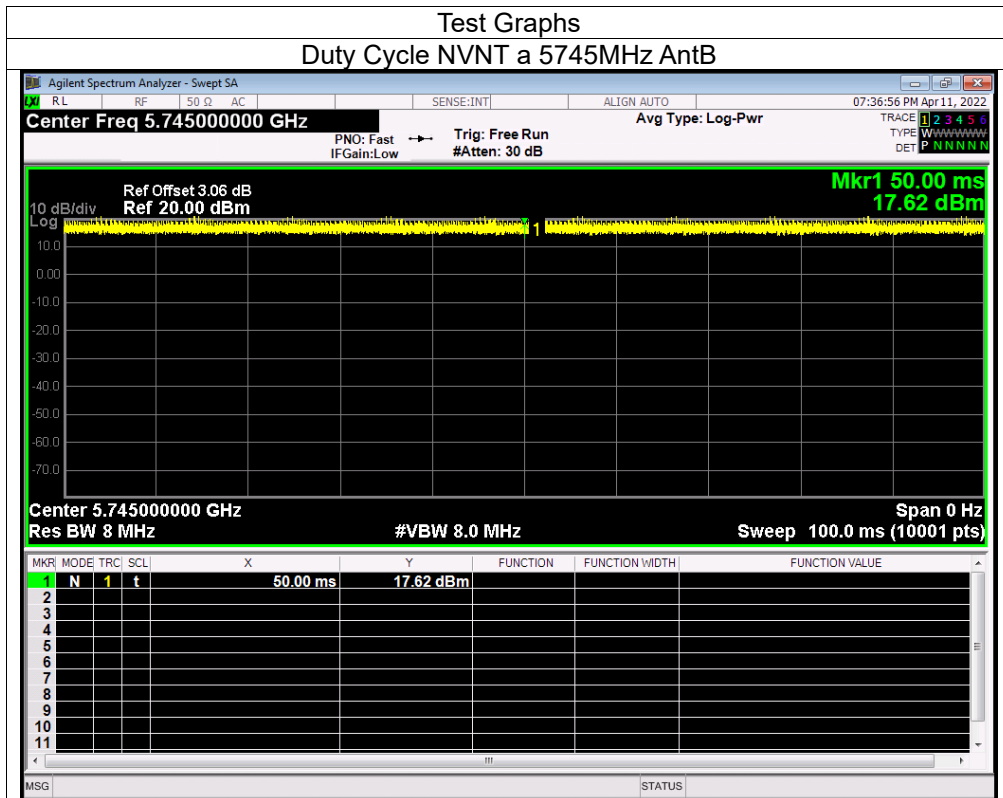 Test Graphs
Duty Cycle NVNT a 5745MHz AntB
Agilent Spectrum Analyzer - Swept SA
LXI RL RF 50 Ω AC SENSE:INT ALIGN AUTO 07:36:56 PM Apr 11, 2022
Center Freq 5.745000000 GHz Avg Type: Log-Pwr TRACE 1 2 3 4 5 6
PNO: Fast Trig: Free Run TYPE WWWWWW
IFGain:Low #Atten: 30 dB DET P N N N N N
Mkr1 50.00 ms
Ref Offset 3.06 dB
10 dB/div Ref 20.00 dBm 17.62 dBm
Log
1
10.0
0.00
-10.0
-20.0
-30.0
-40.0
-50.0
-60.0
-70.0
Center 5.745000000 GHz Span 0 Hz
Res BW 8 MHz #VBW 8.0 MHz Sweep 100.0 ms (10001 pts)
MKR MODE TRC SCL X Y FUNCTION FUNCTION WIDTH FUNCTION VALUE
1 N 1 t 50.00 ms 17.62 dBm
2
3
4
5
6
7
8
9
10
11
MSG STATUS